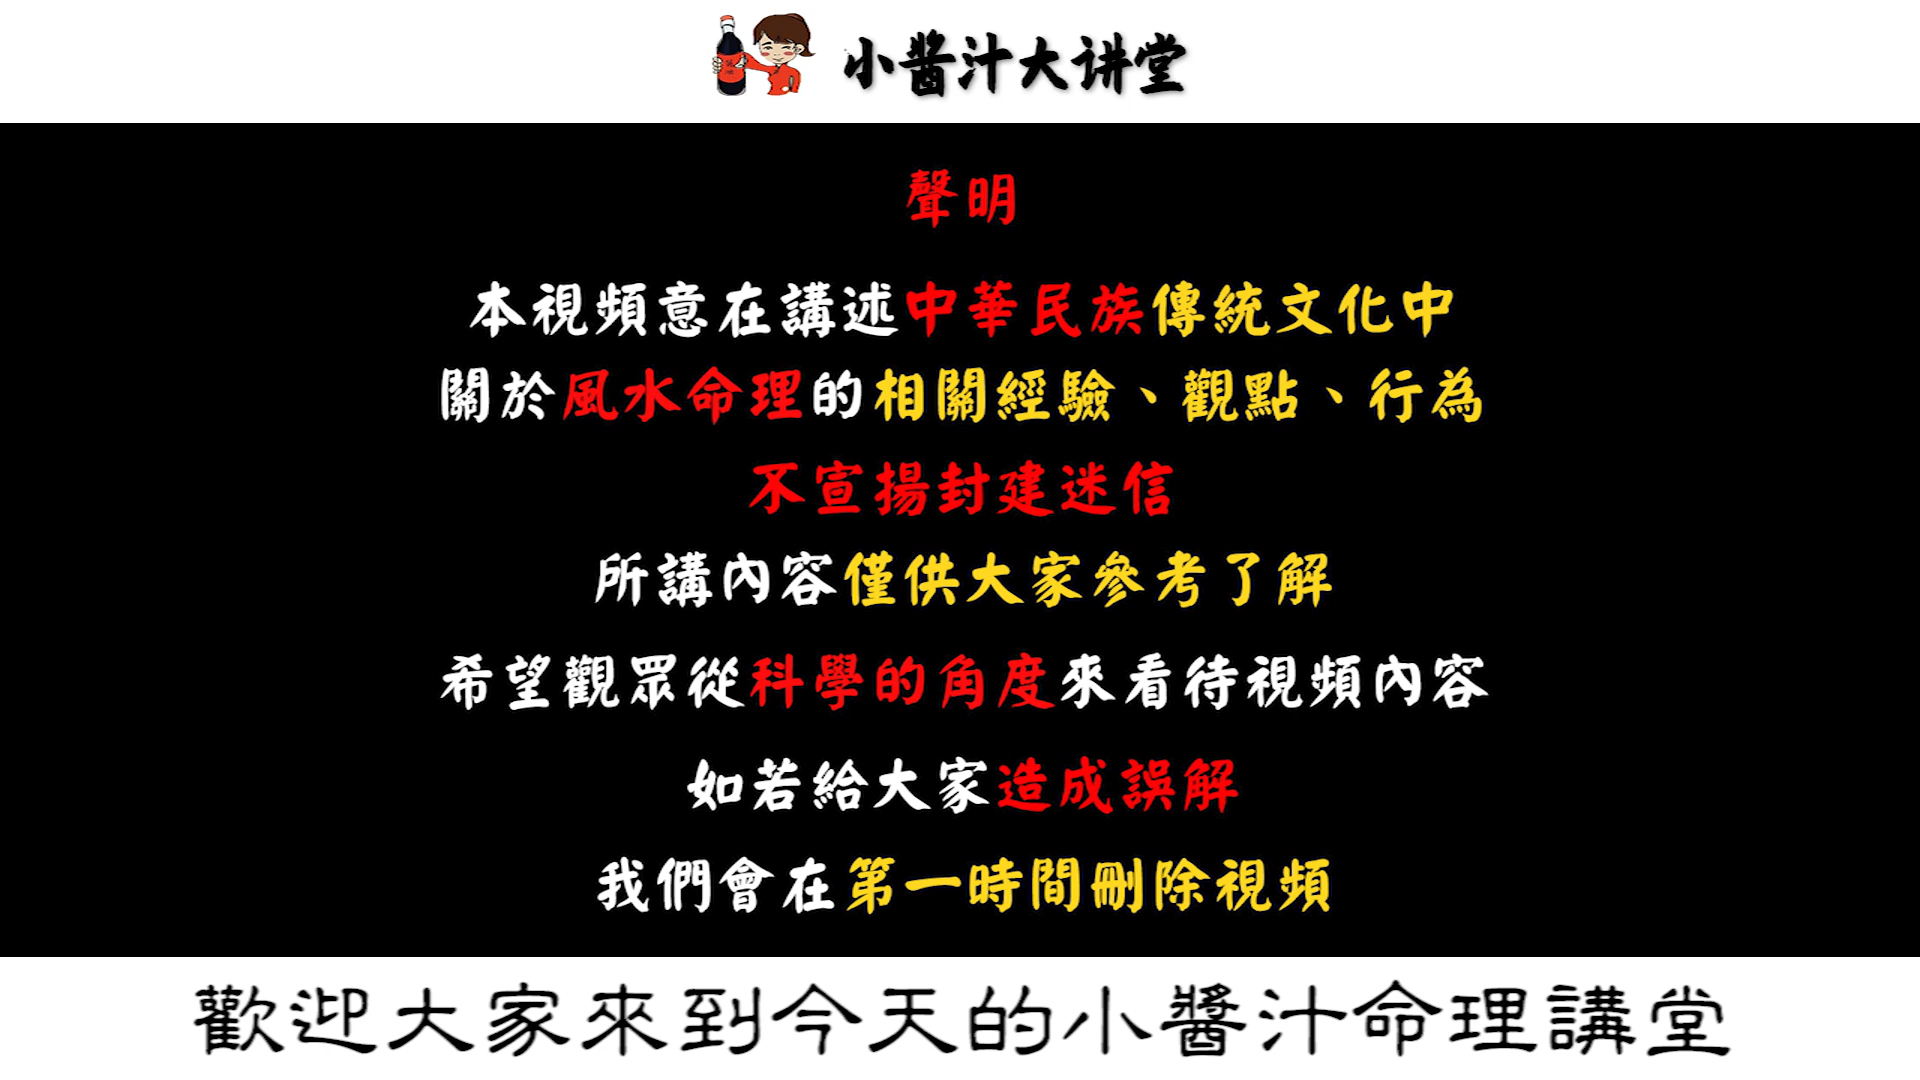 小醬汁大讲堂
聲明
本視頻意在講述中華民族傳統文化中
關於風水命理的相關經驗、觀點、行為
不宣揚封建迷信
所講內容僅供大家參考了解
希望觀眾從科學的角度來看待視頻內容
如若給大家造成誤解
我們會在第一時間刪除視頻
歡迎大家來到今天的小醬汁命理講堂